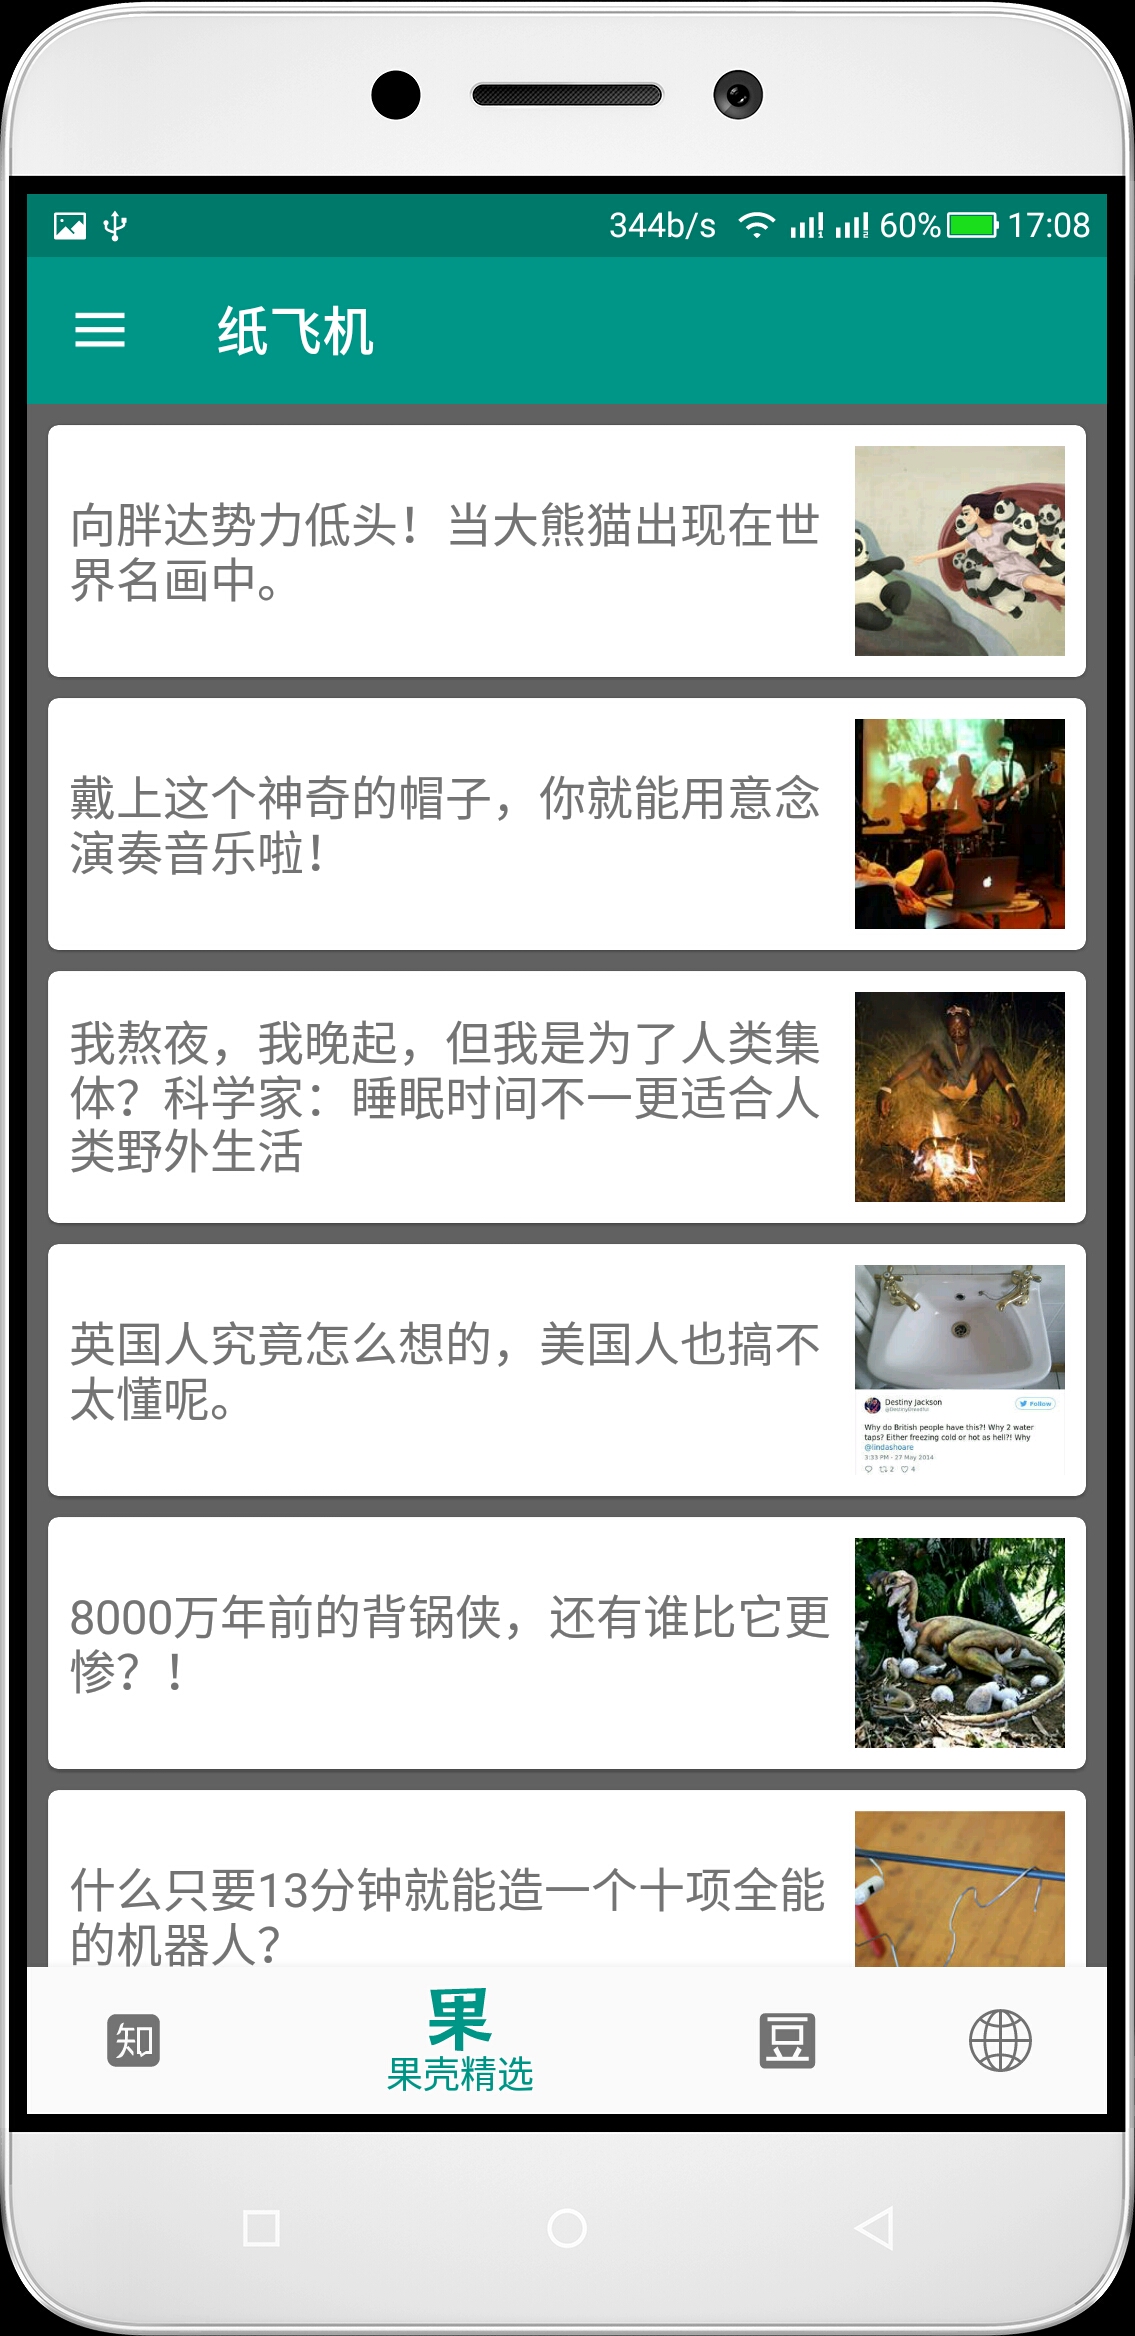 344b/s 60% 17:08
纸飞机
向胖达势力低头！当大熊猫出现在世
界名画中。
戴上这个神奇的帽子，你就能用意念
演奏音乐啦！
我熬夜，我晚起，但我是为了人类集
体？科学家：睡眠时间不一更适合人
类野外生活
英国人究竟怎么想的，美国人也搞不
太懂呢。
Destiny Jackson
Follow
Why do British people have this?! Why 2 water
taps? Either freezing cold or hot as hell?! Why
@lindashoare
3:33 PM - 27 May 2014
2 4
8000万年前的背锅侠，还有谁比它更
惨？！
什么只要13分钟就能造一个十项全能
的机器人？
知
果
豆
果壳精选